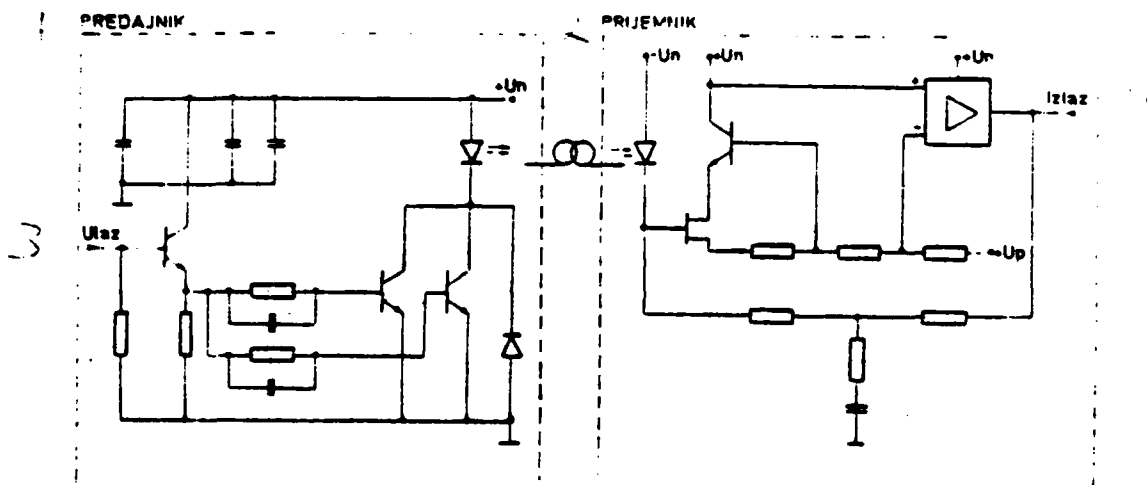 PREDAJNIK
PRIJEMNIK
+Un
-Un
+Un
+Un
Izlaz
Ulaz
+Up